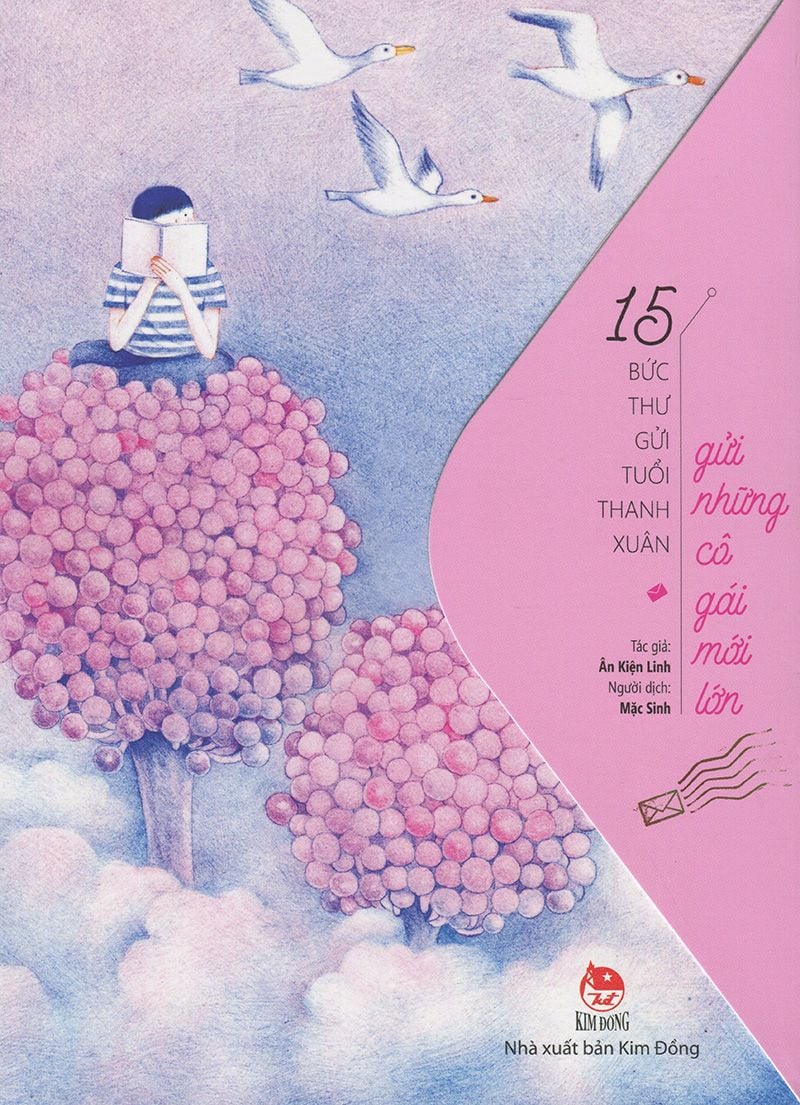 15
BỨC
THƯ
GỬI
TUỔI
THANH
XUÂN
gửi
những
cô
gái
mới
lớn
Tác giả:
Ân Kiện Linh
Người dịch:
Mặc Sinh
KIM ĐỒNG
Nhà xuất bản Kim Đồng